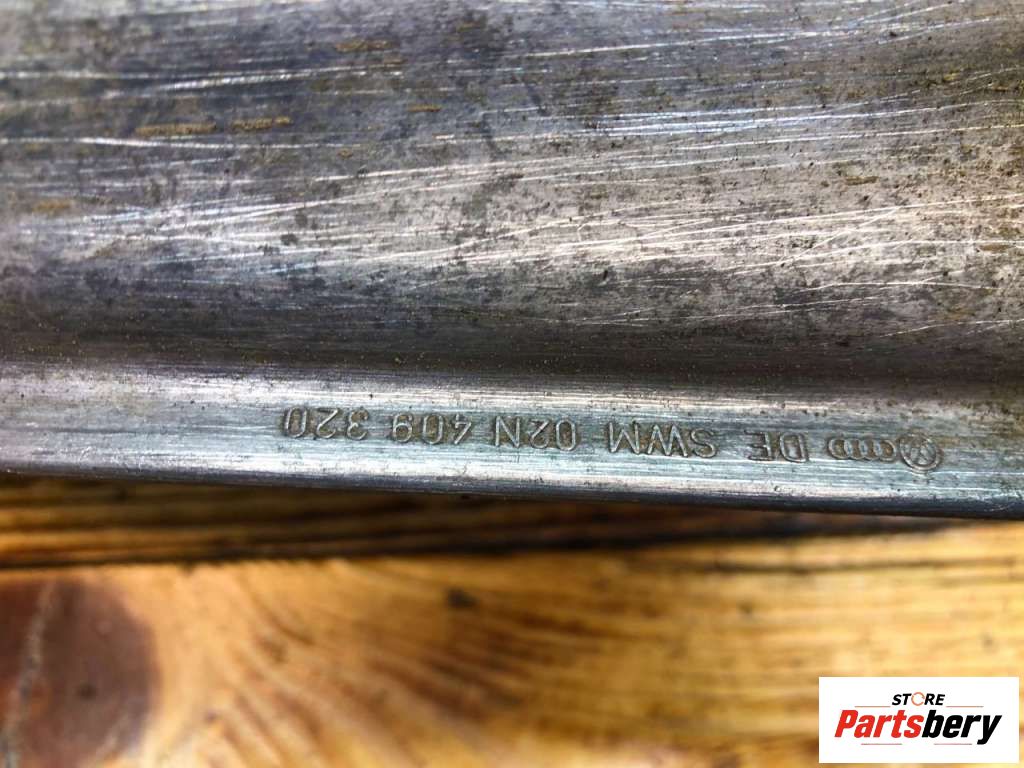 DE SWM 02N 409 320
STORE
Partsbery